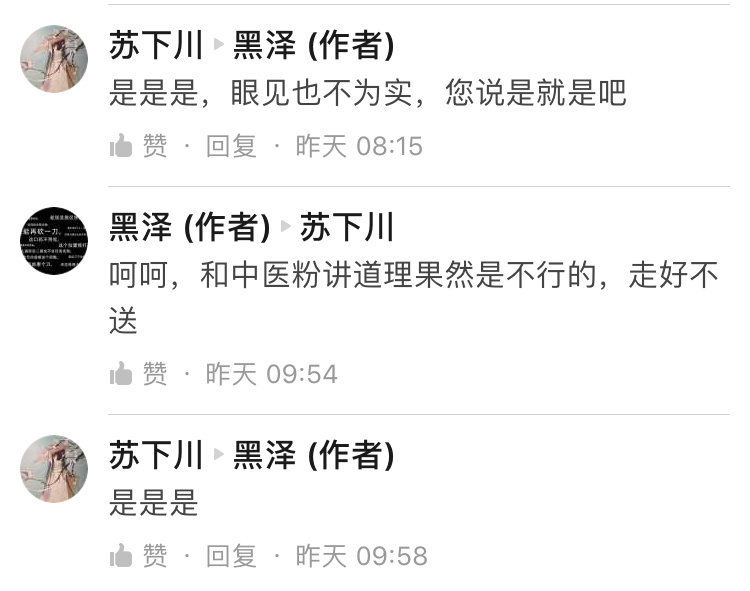 苏下川 ▸ 黑泽 (作者)
是是是，眼见也不为实，您说是就是吧
赞 · 回复 · 昨天 08:15
黑泽 (作者) ▸ 苏下川
呵呵，和中医粉讲道理果然是不行的，走好不
送
赞 · 昨天 09:54
苏下川 ▸ 黑泽 (作者)
是是是
赞 · 回复 · 昨天 09:58